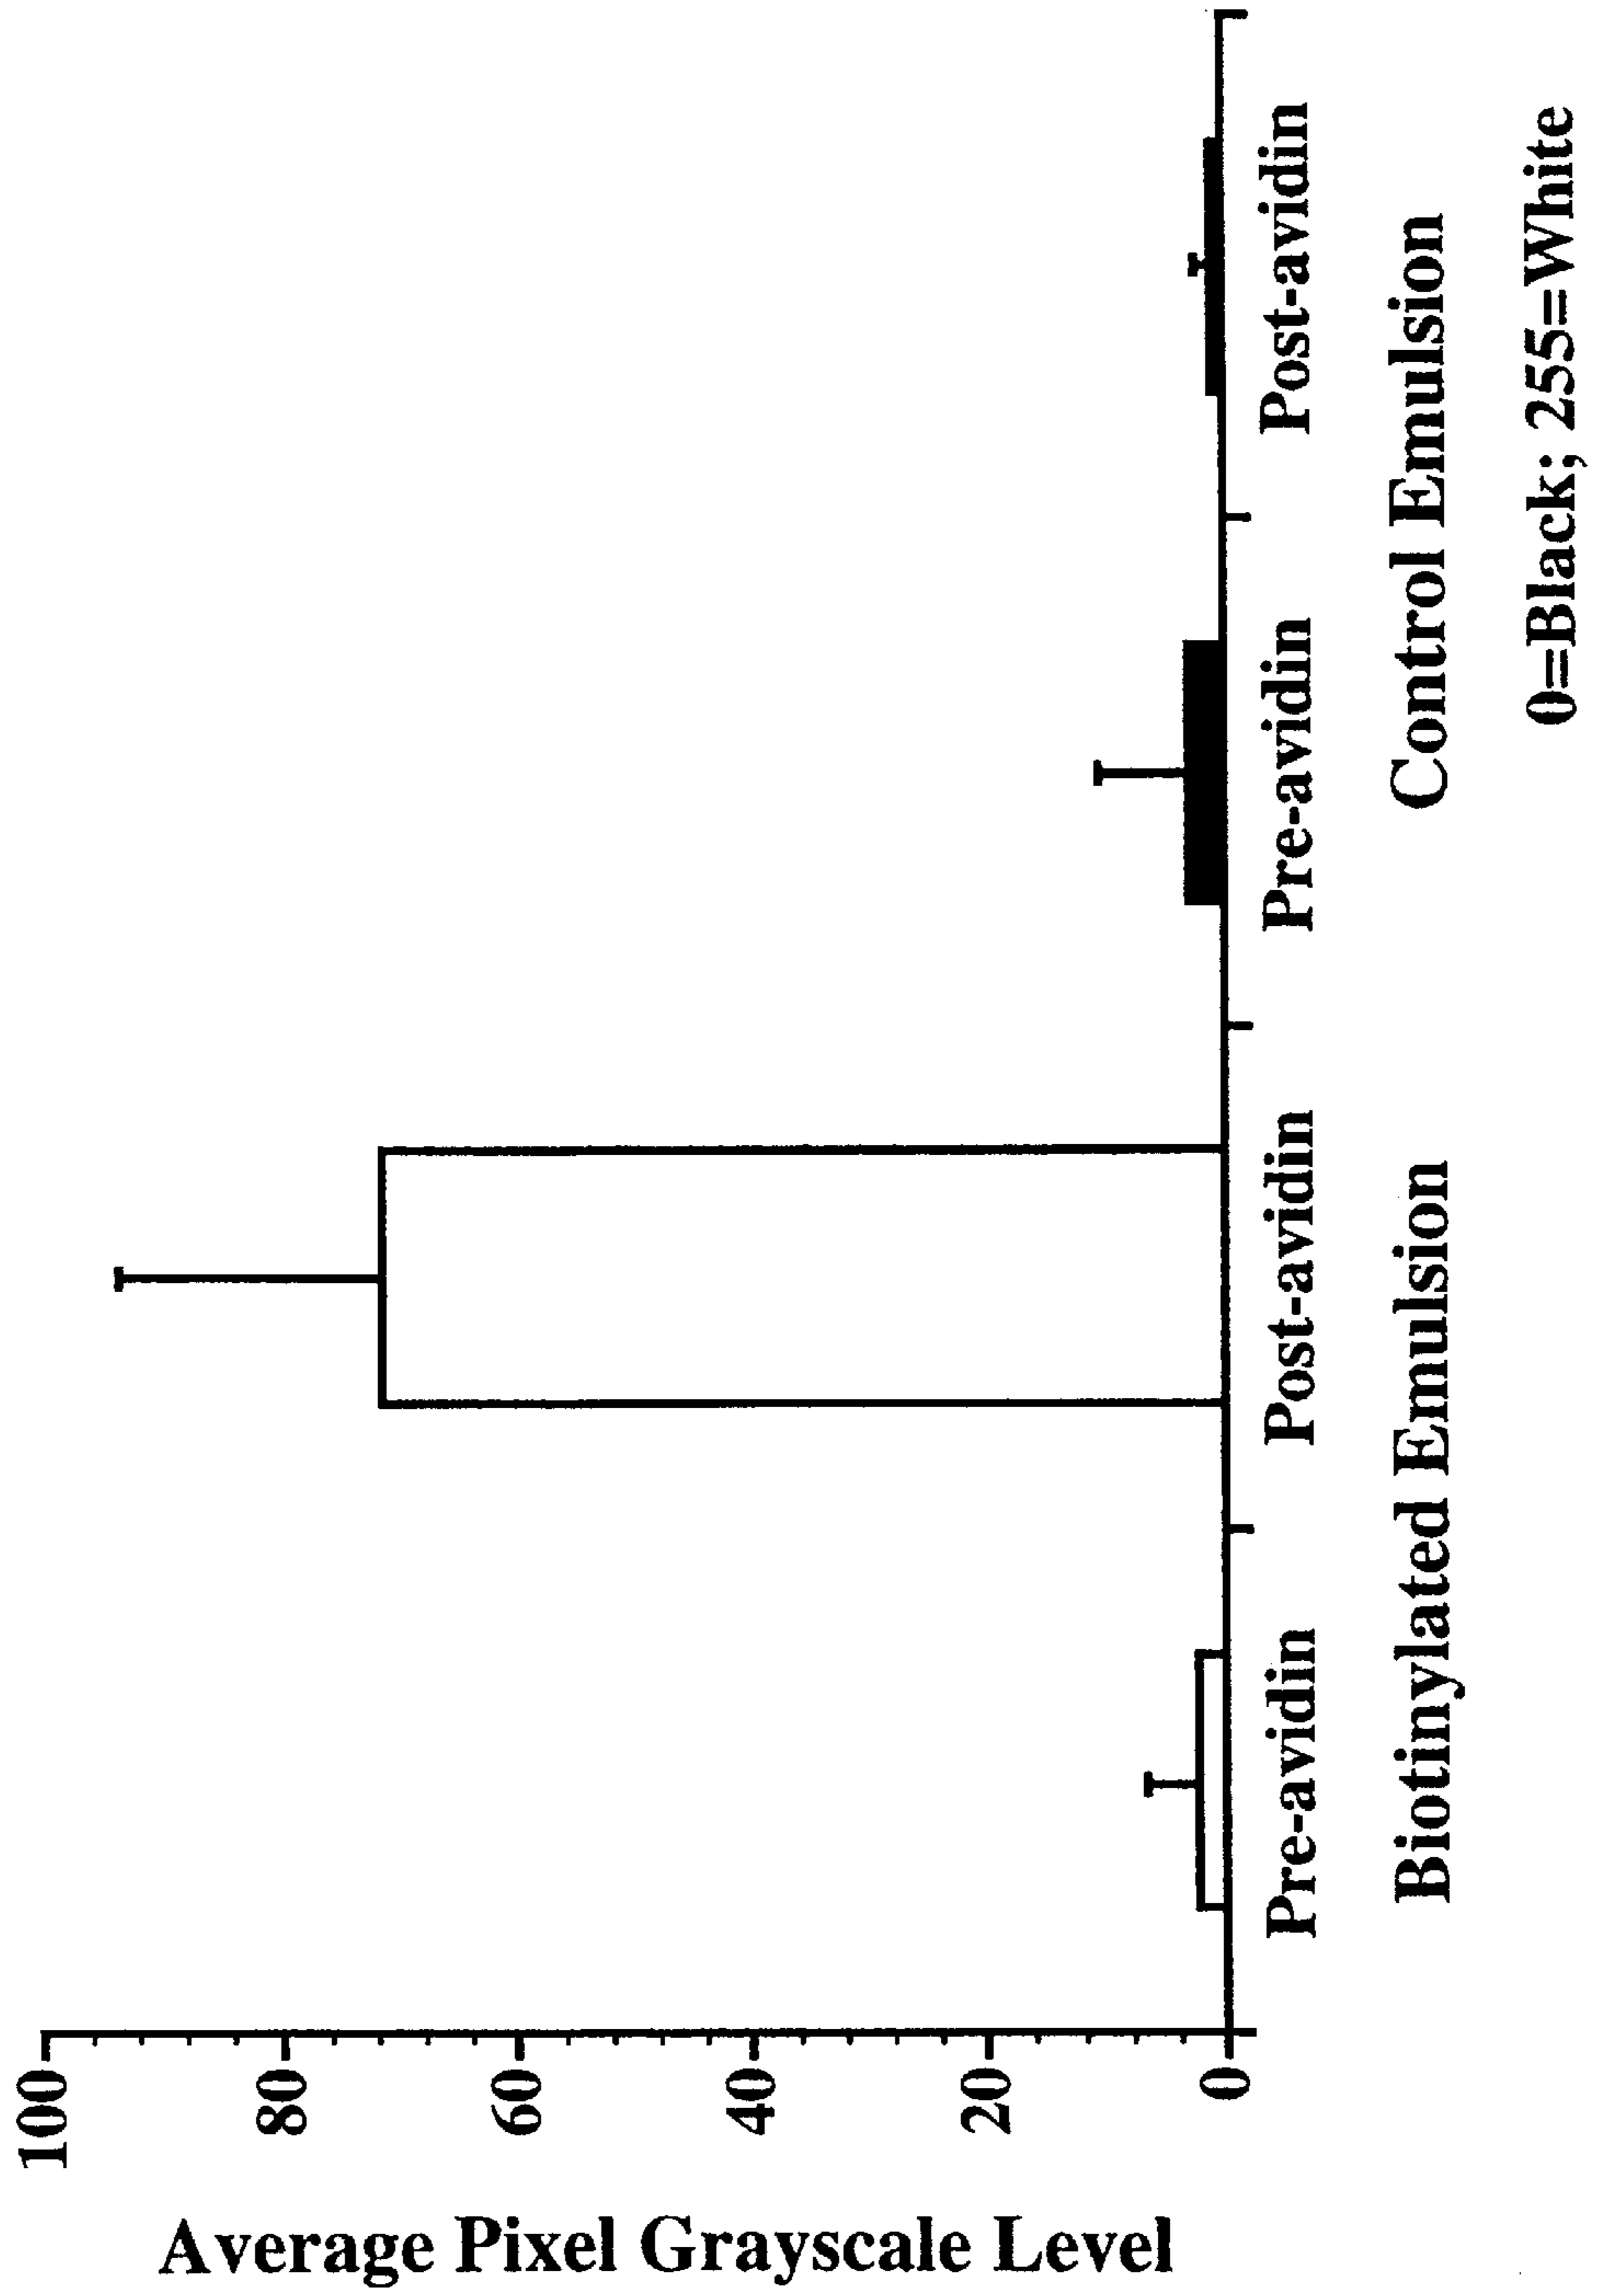 Average Pixel Grayscale Level
100
80
60
40
20
0
Pre-avidin Post-avidin Pre-avidin Post-avidin
Biotinylated Emulsion Control Emulsion
0=Black; 255=White